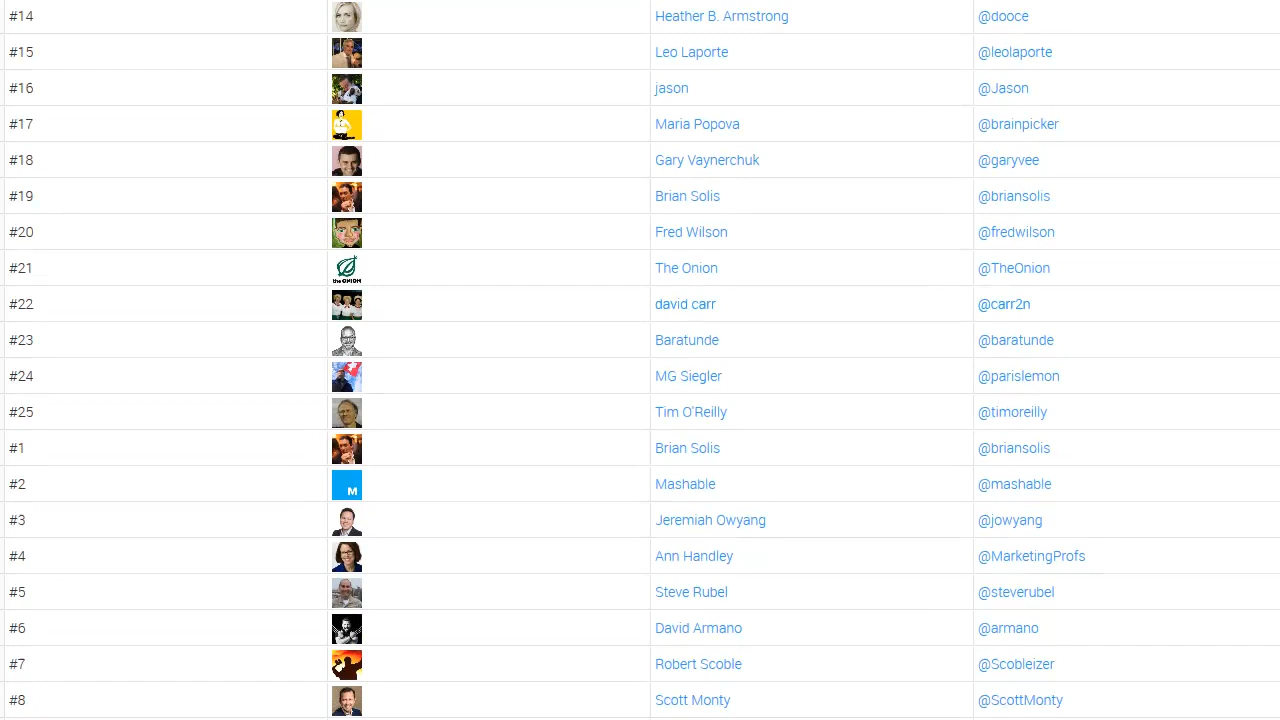 #14 Heather B. Armstrong @dooce
#15 Leo Laporte @leolaporte
#16 jason @Jason
#17 Maria Popova @brainpicker
#18 Gary Vaynerchuk @garyvee
#19 Brian Solis @briansolis
#20 Fred Wilson @fredwilson
#21 the ONION The Onion @TheOnion
#22 david carr @carr2n
#23 Baratunde @baratunde
#24 MG Siegler @parislemon
#25 Tim O'Reilly @timoreilly
#1 Brian Solis @briansolis
#2 M Mashable @mashable
#3 Jeremiah Owyang @jowyang
#4 Ann Handley @MarketingProfs
#5 Steve Rubel @steverubel
#6 David Armano @armano
#7 Robert Scoble @Scobleizer
#8 Scott Monty @ScottMonty